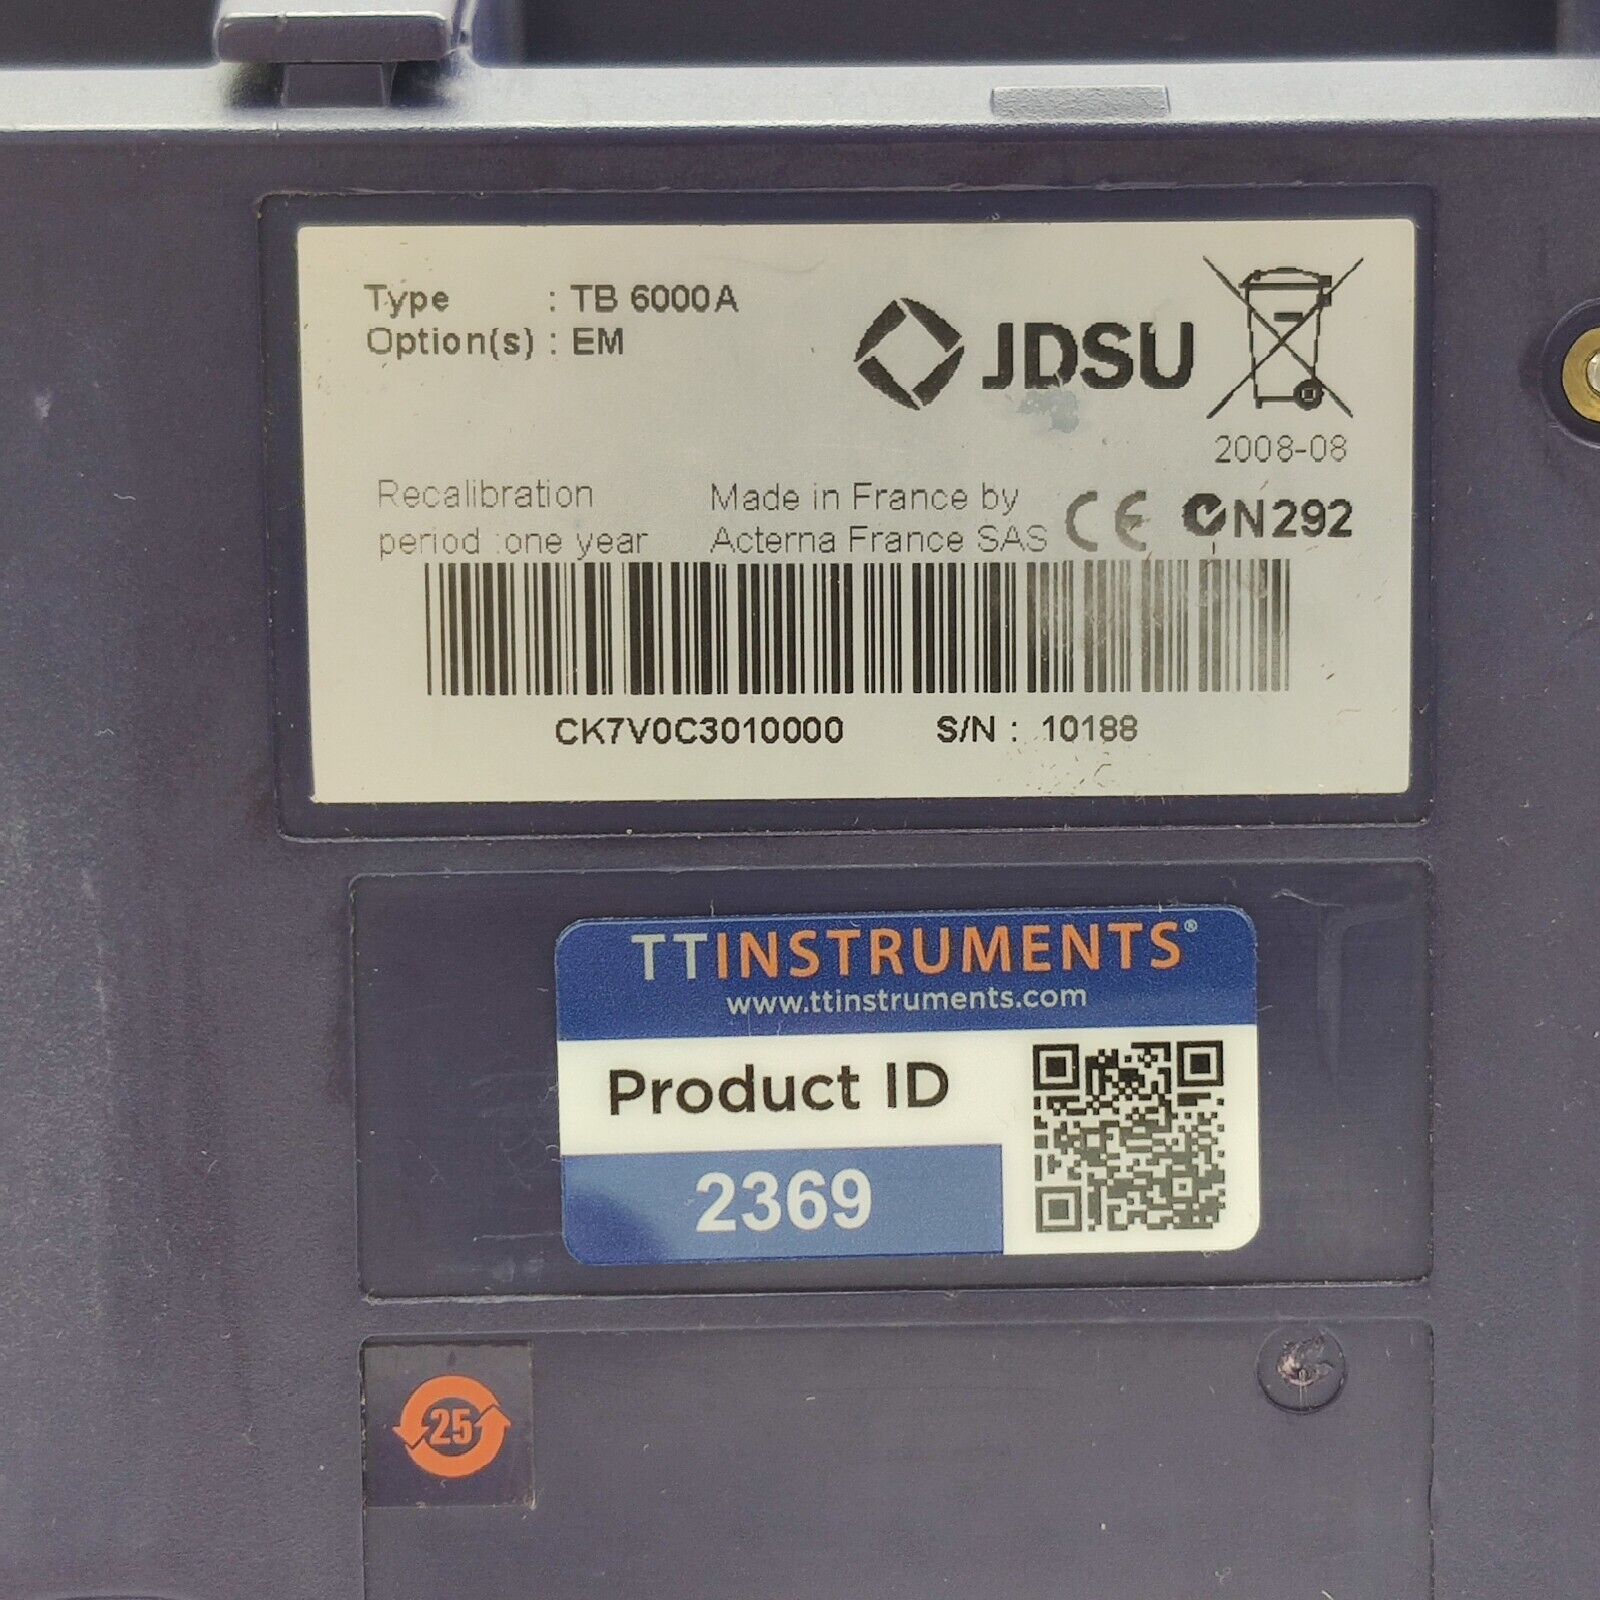 Type : TB 6000A
Option(s) : EM
JDSU
2008-08
Recalibration
period :one year
Made in France by
Acterna France SAS
CE
N292
CK7V0C3010000 S/N : 10188
TTINSTRUMENTS®
www.ttinstruments.com
Product ID
2369
25